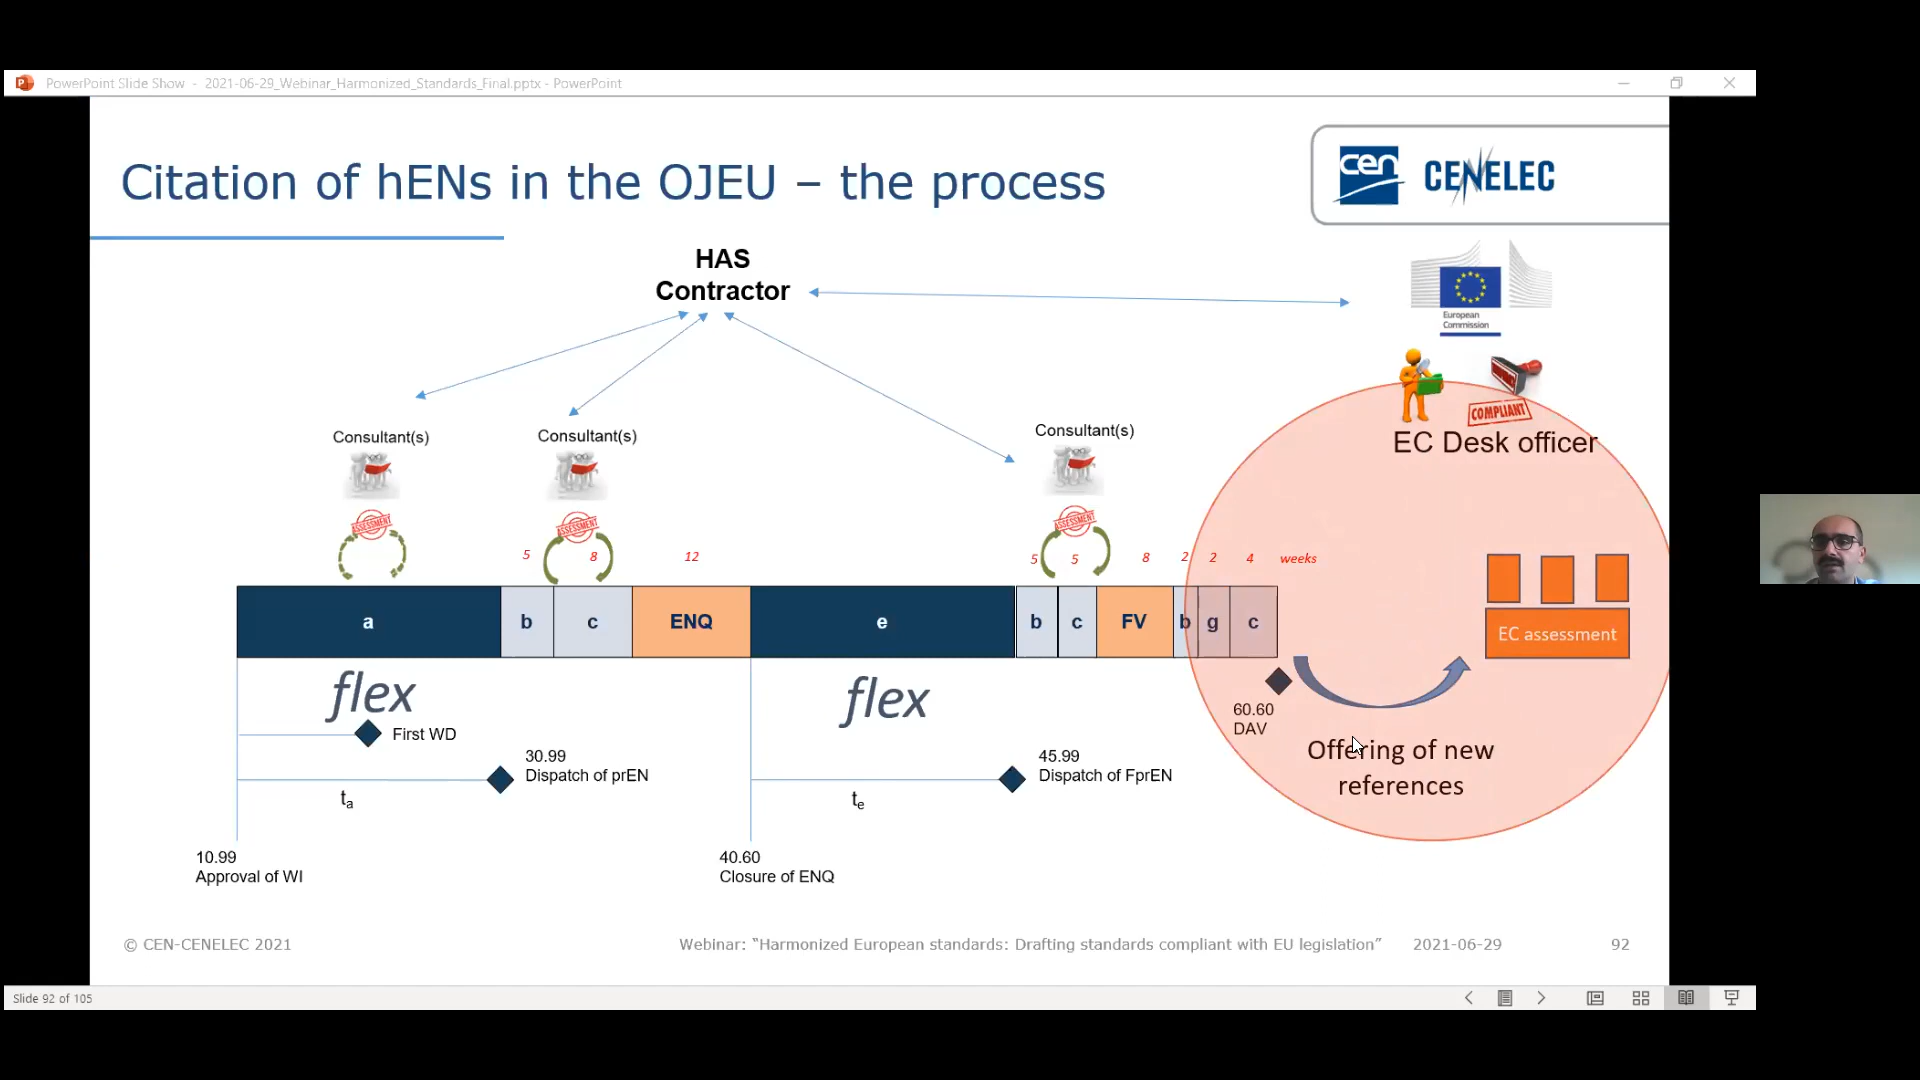 PowerPoint Slide Show - 2021-06-29_Webinar_Harmonized_Standards_Final.pptx - PowerPoint
Citation of hENs in the OJEU – the process
cen CENELEC
HAS
Contractor
European
Commission
COMPLIANT
EC Desk officer
Consultant(s)
Consultant(s)
Consultant(s)
ASSESSMENT
ASSESSMENT
ASSESSMENT
5 8 12 5 5 8 2 2 4 weeks
a b c ENQ e b c FV b g c
EC assessment
flex
flex
First WD
30.99
Dispatch of prEN
45.99
Dispatch of FprEN
60.60
DAV
Offering of new
references
ta
te
10.99
Approval of WI
40.60
Closure of ENQ
© CEN-CENELEC 2021
Webinar: “Harmonized European standards: Drafting standards compliant with EU legislation”
2021-06-29
92
Slide 92 of 105